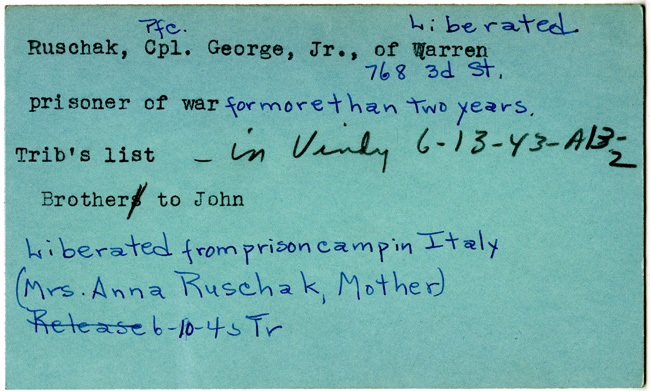 Pfc. Liberated
Ruschak, Cpl. George, Jr., of Warren
768 3d St.
prisoner of war for more than two years.
Trib's list - in Vindy 6-13-43-A13-2
Brother to John
Liberated from prison camp in Italy
(Mrs. Anna Ruschak, Mother)
Release 6-10-45 Tr